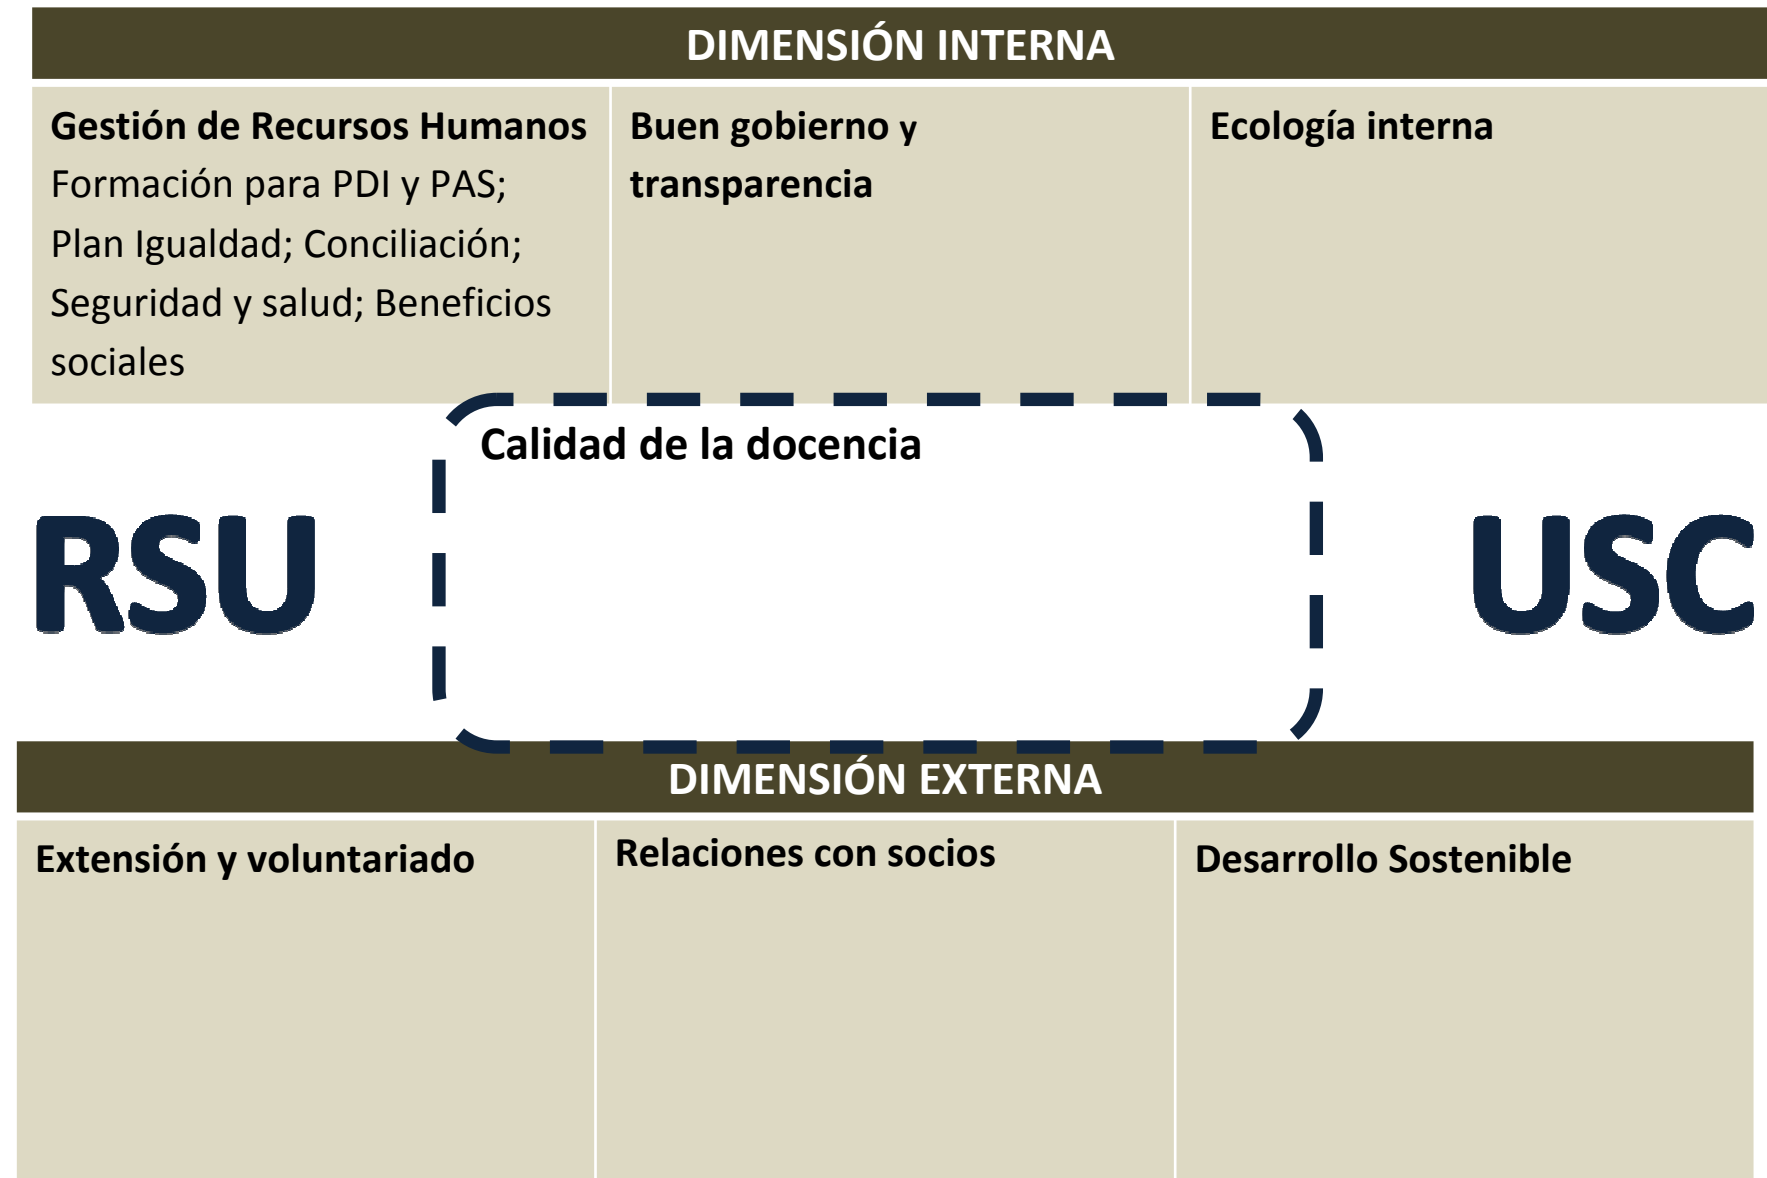 DIMENSIÓN INTERNA
Gestión de Recursos Humanos
Formación para PDI y PAS;
Plan Igualdad; Conciliación;
Seguridad y salud; Beneficios
sociales
Buen gobierno y
transparencia
Ecología interna
Calidad de la docencia
RSU
USC
DIMENSIÓN EXTERNA
Extensión y voluntariado
Relaciones con socios
Desarrollo Sostenible